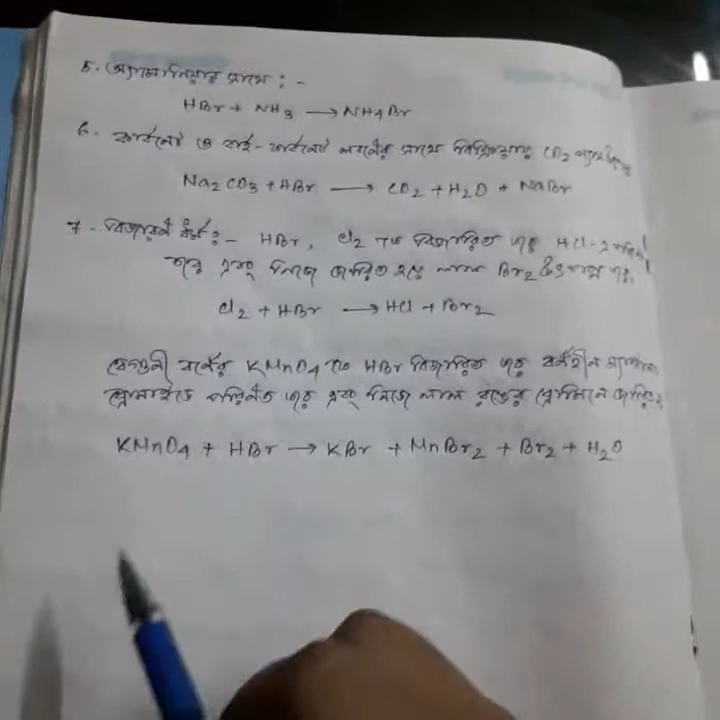 5. অ্যামোনিয়ার সাথে :-
HBr + NH3 → NH4Br
6. কার্বনেট ও বাই-কার্বনেট লবণের সাথে বিক্রিয়ায় CO2
Na2CO3 + HBr → CO2 + H2O + NaBr
7- বিজারণ ধর্ম :- HBr, Cl2 কে বিজারিত করে HCl-এ পরিণত
করে এবং নিজে জারিত হয়ে লাল Br2 উৎপন্ন করে,
Cl2 + HBr → HCl + Br2
বেগুনী বর্ণের KMnO4 কে HBr বিজারিত করে বর্ণহীন ম্যাঙ্গানাস
ব্রোমাইডে পরিণত করে এবং নিজে লাল রঙের ব্রোমিনে জারিত
KMnO4 + HBr → KBr + MnBr2 + Br2 + H2O